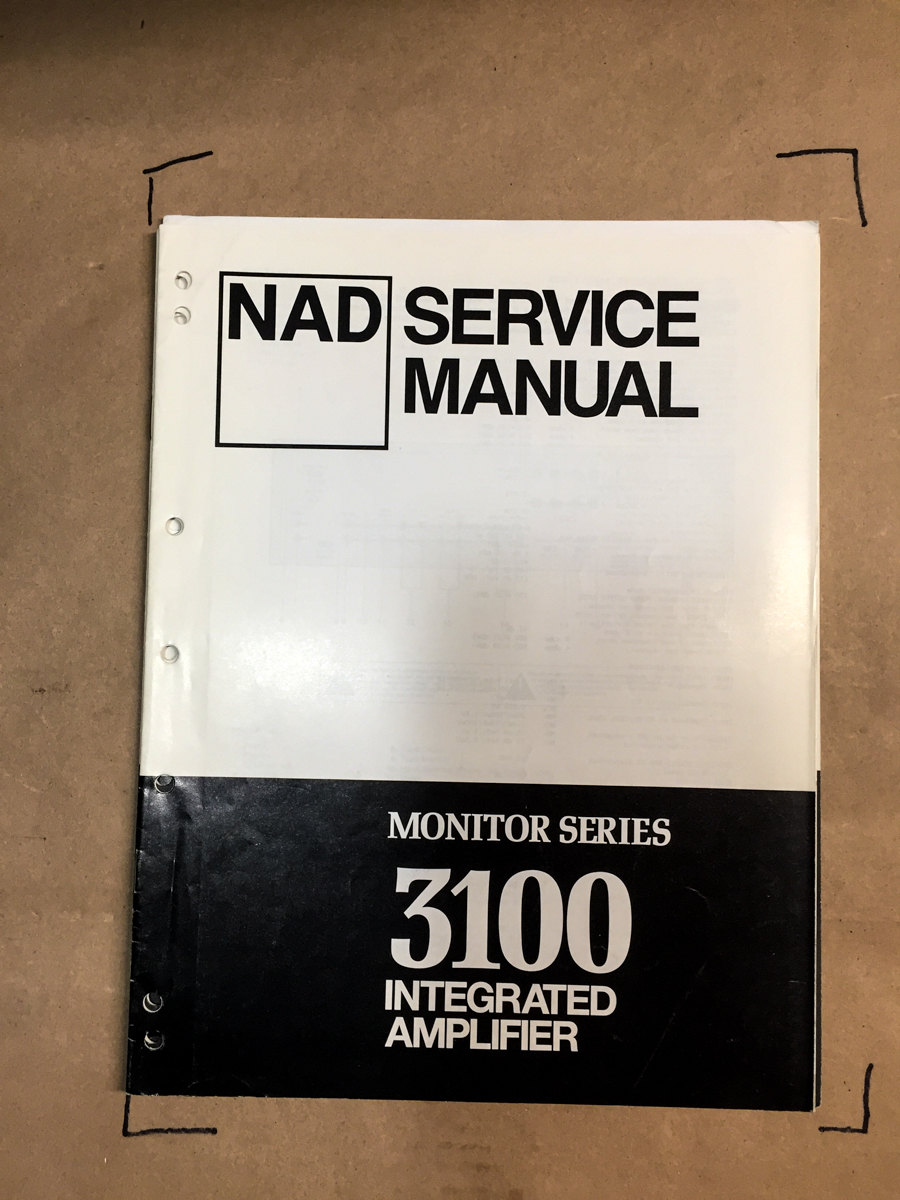 NAD
SERVICE
MANUAL
MONITOR SERIES
3100
INTEGRATED
AMPLIFIER